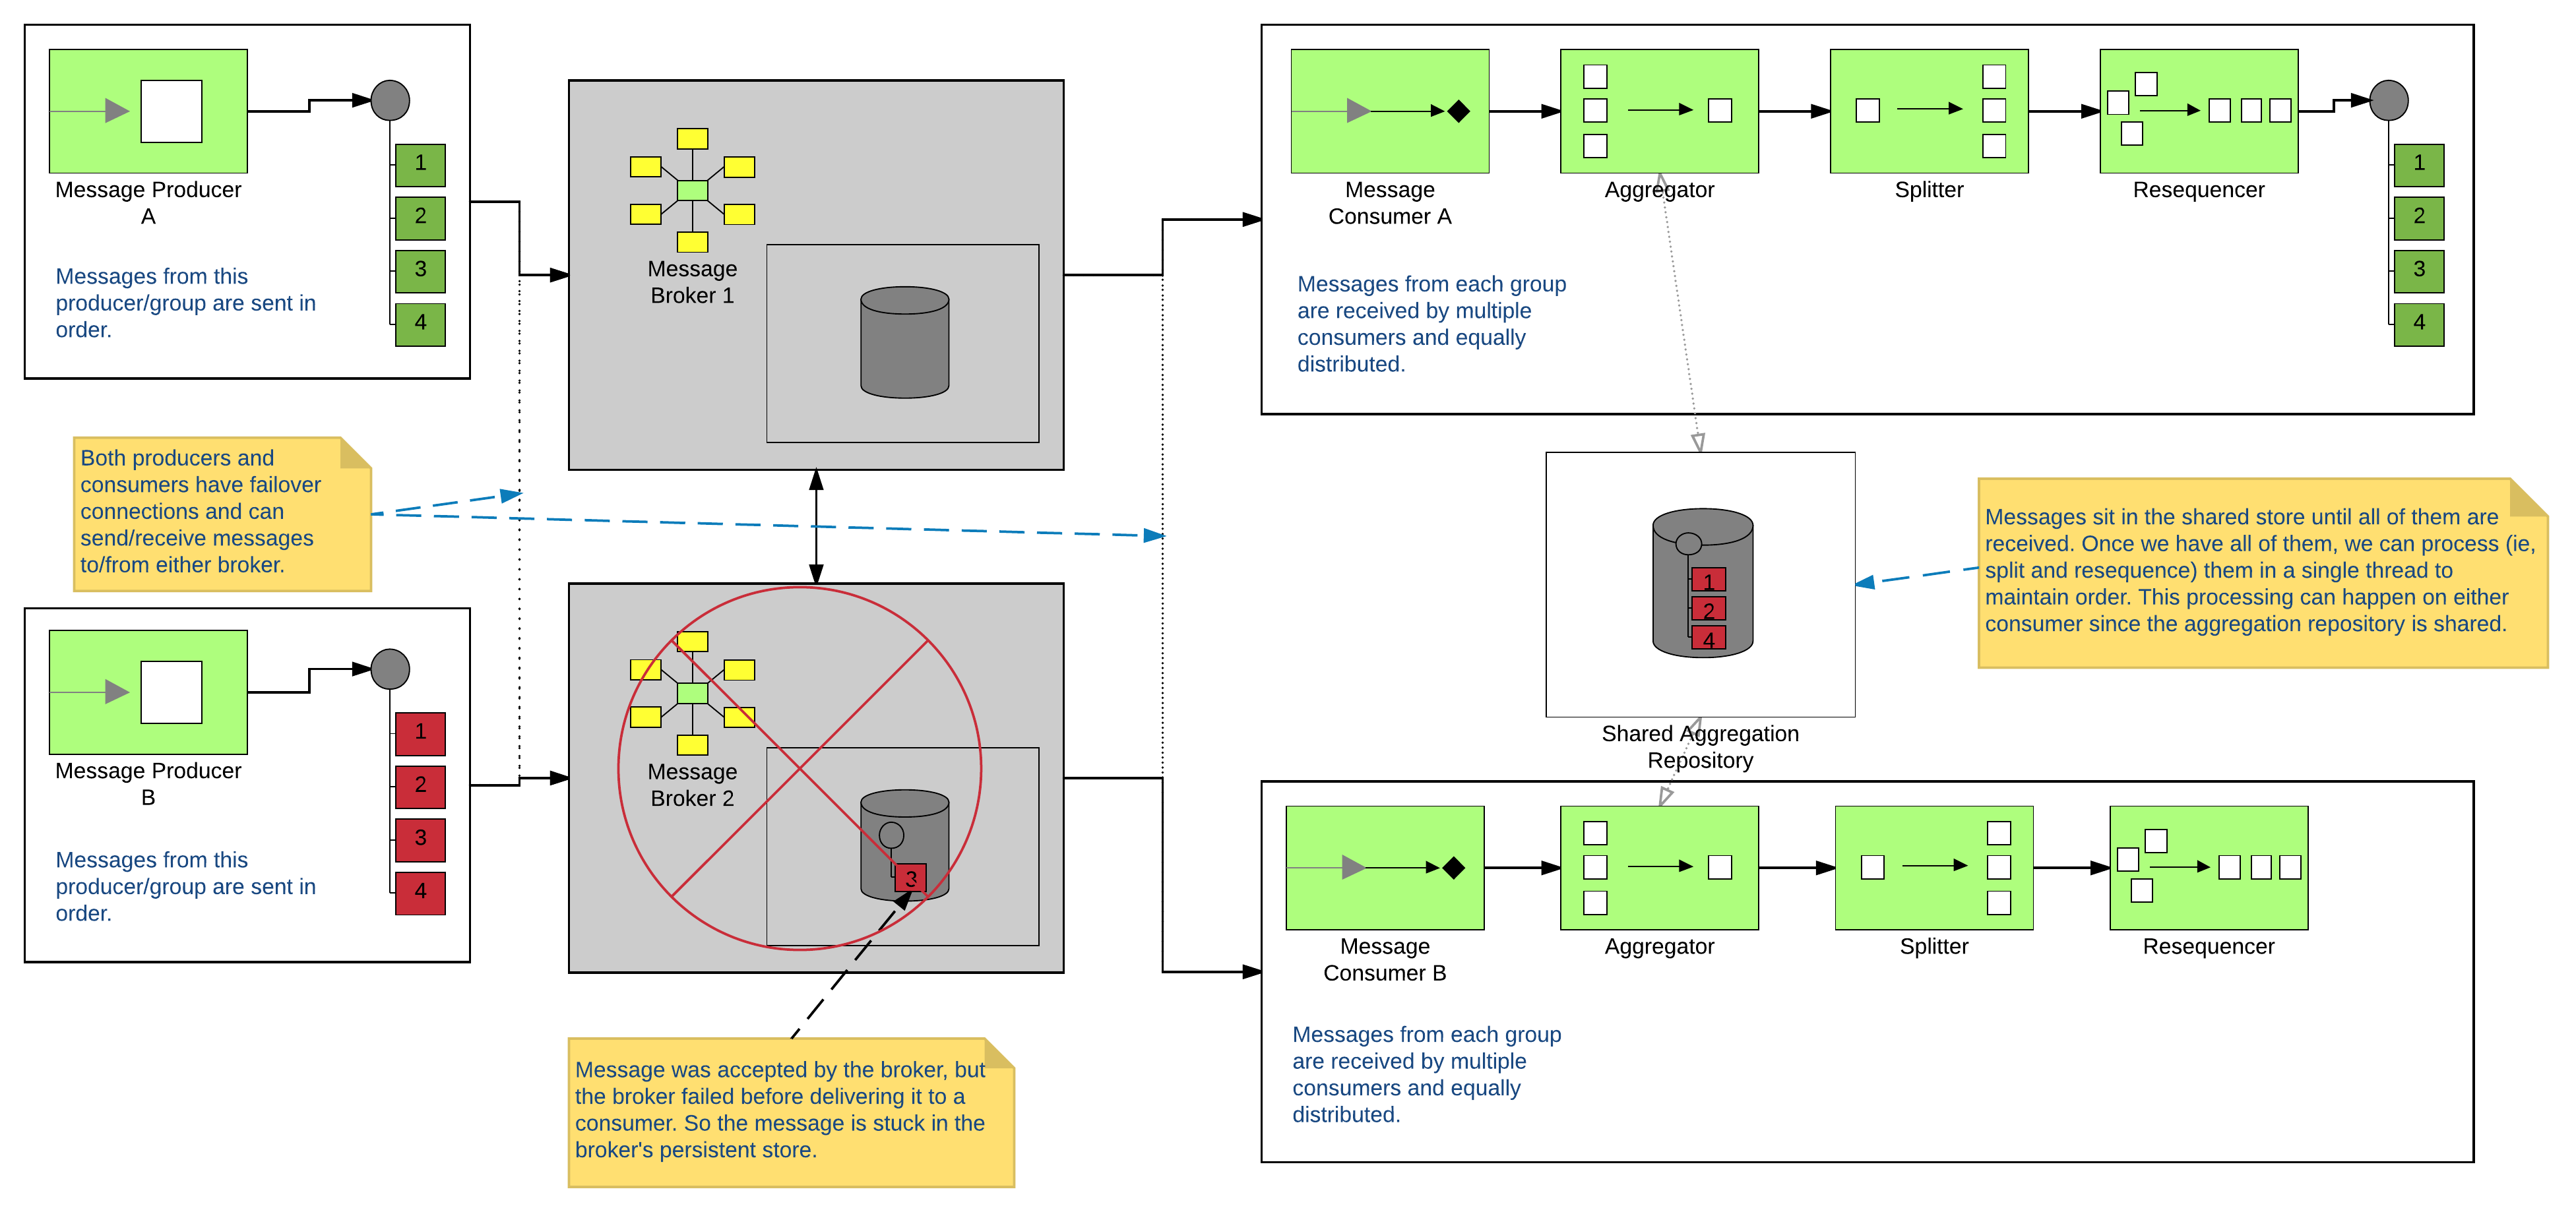 Message Producer
A
Messages from this
producer/group are sent in
order.
1
2
3
4
Message
Broker 1
Message
Consumer A
Aggregator
Splitter
Resequencer
Messages from each group
are received by multiple
consumers and equally
distributed.
1
2
3
4
Both producers and
consumers have failover
connections and can
send/receive messages
to/from either broker.
1
2
4
Shared Aggregation
Repository
Messages sit in the shared store until all of them are
received. Once we have all of them, we can process (ie,
split and resequence) them in a single thread to
maintain order. This processing can happen on either
consumer since the aggregation repository is shared.
Message Producer
B
Messages from this
producer/group are sent in
order.
1
2
3
4
Message
Broker 2
3
Message was accepted by the broker, but
the broker failed before delivering it to a
consumer. So the message is stuck in the
broker's persistent store.
Message
Consumer B
Aggregator
Splitter
Resequencer
Messages from each group
are received by multiple
consumers and equally
distributed.